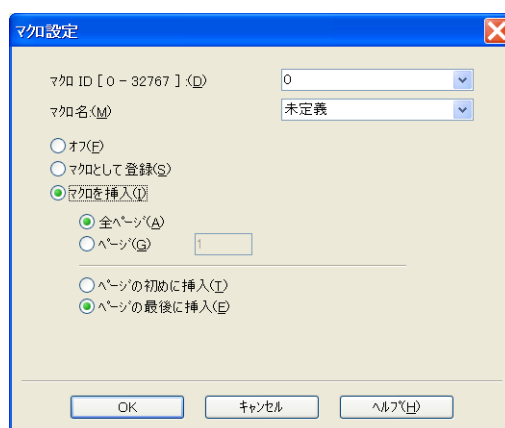 マクロ設定
マクロ ID [ 0 - 32767 ] :(D) 0
マクロ名:(M) 未定義
オフ(F)
マクロとして登録(S)
マクロを挿入(I)
全ページ(A)
ページ(G) 1
ページの初めに挿入(T)
ページの最後に挿入(E)
OK キャンセル ヘルプ(H)